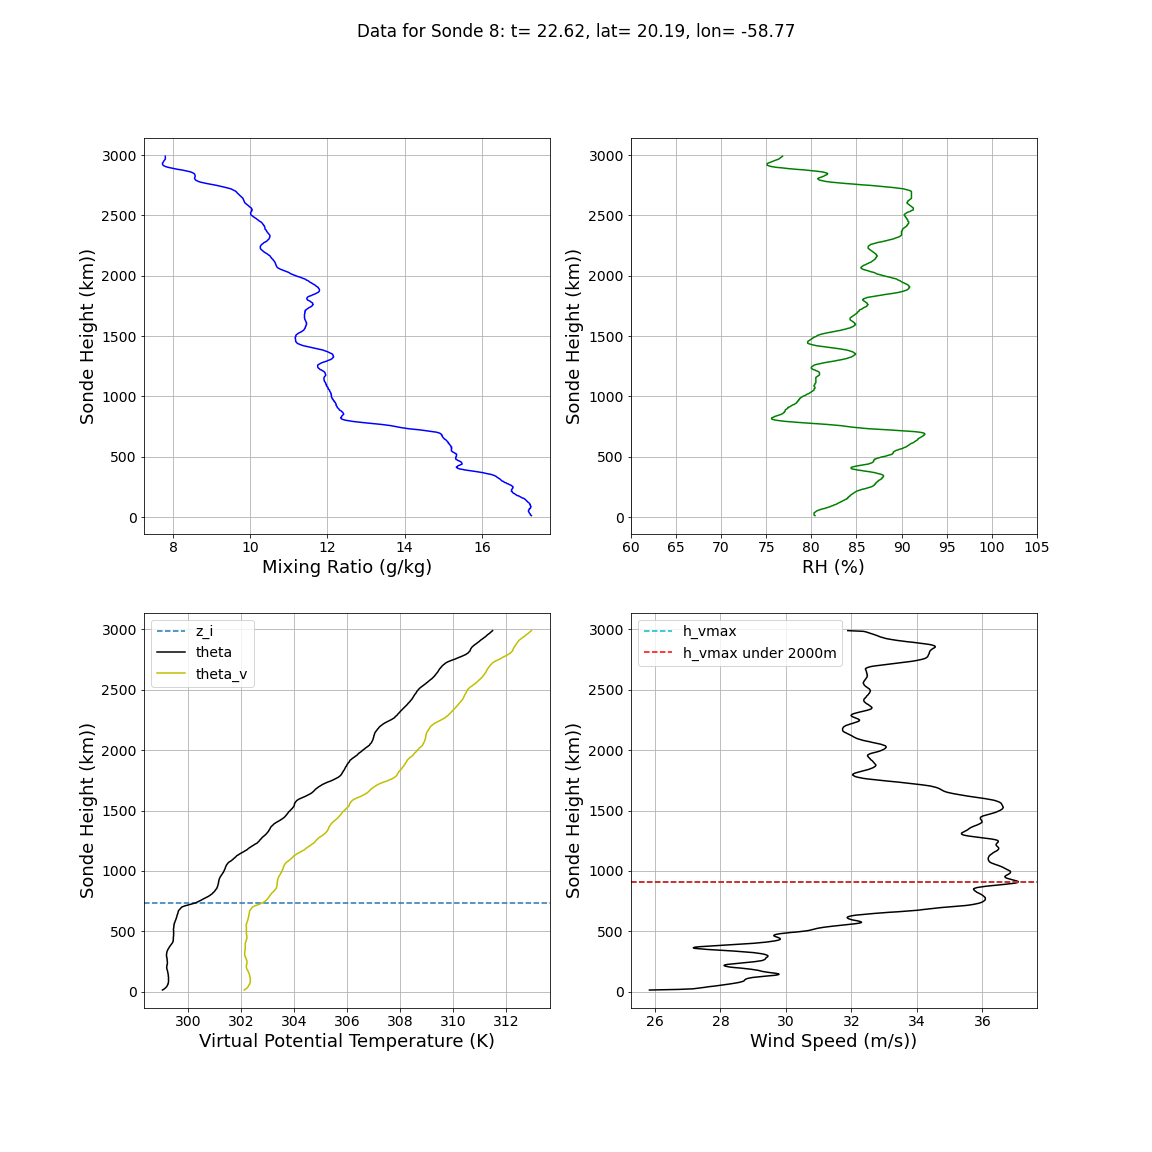 Data for Sonde 8: t= 22.62, lat= 20.19, lon= -58.77
3000
2500
2000
1500
1000
500
0
Sonde Height (km))
8 10 12 14 16
Mixing Ratio (g/kg)
3000
2500
2000
1500
1000
500
0
Sonde Height (km))
60 65 70 75 80 85 90 95 100 105
RH (%)
z_i
theta
theta_v
3000
2500
2000
1500
1000
500
0
Sonde Height (km))
300 302 304 306 308 310 312
Virtual Potential Temperature (K)
h_vmax
h_vmax under 2000m
3000
2500
2000
1500
1000
500
0
Sonde Height (km))
26 28 30 32 34 36
Wind Speed (m/s))